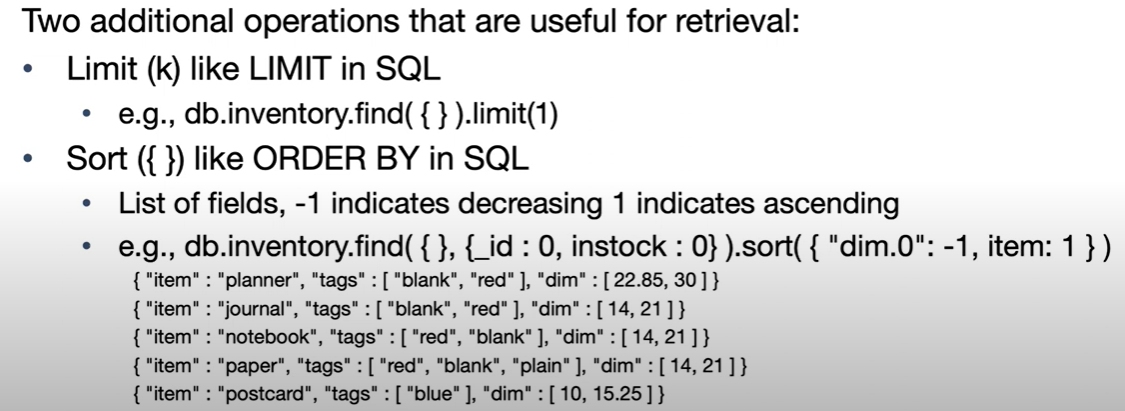 Two additional operations that are useful for retrieval:
• Limit (k) like LIMIT in SQL
• e.g., db.inventory.find( { } ).limit(1)
• Sort ({ }) like ORDER BY in SQL
• List of fields, -1 indicates decreasing 1 indicates ascending
• e.g., db.inventory.find( { }, {_id : 0, instock : 0} ).sort( { "dim.0": -1, item: 1 } )
{ "item" : "planner", "tags" : [ "blank", "red" ], "dim" : [ 22.85, 30 ] }
{ "item" : "journal", "tags" : [ "blank", "red" ], "dim" : [ 14, 21 ] }
{ "item" : "notebook", "tags" : [ "red", "blank" ], "dim" : [ 14, 21 ] }
{ "item" : "paper", "tags" : [ "red", "blank", "plain" ], "dim" : [ 14, 21 ] }
{ "item" : "postcard", "tags" : [ "blue" ], "dim" : [ 10, 15.25 ] }